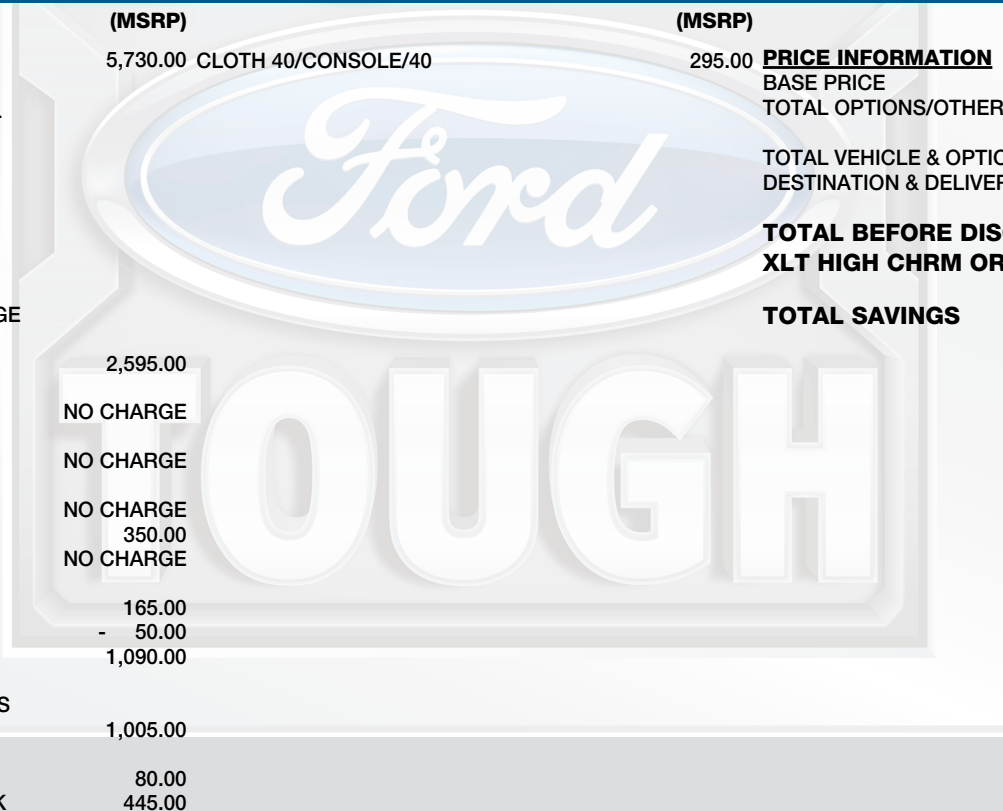 (MSRP)
5,730.00
GE
2,595.00
NO CHARGE
NO CHARGE
NO CHARGE
350.00
NO CHARGE
165.00
- 50.00
1,090.00
S
1,005.00
80.00
K 445.00
(MSRP)
CLOTH 40/CONSOLE/40 295.00
PRICE INFORMATION
BASE PRICE
TOTAL OPTIONS/OTHER
TOTAL VEHICLE & OPTIO
DESTINATION & DELIVER
TOTAL BEFORE DIS
XLT HIGH CHRM OR
TOTAL SAVINGS
Ford
TOUGH